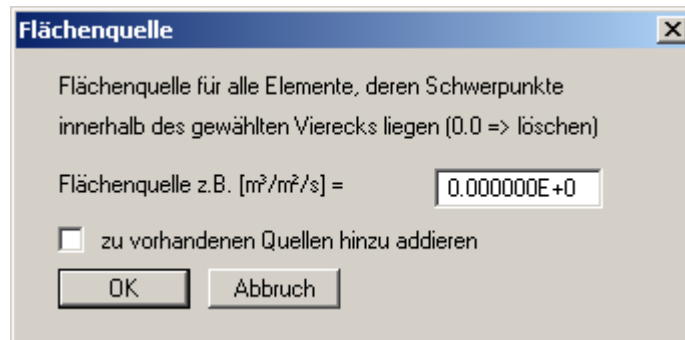 Flächenquelle
Flächenquelle für alle Elemente, deren Schwerpunkte
innerhalb des gewählten Vierecks liegen (0.0 => löschen)
Flächenquelle z.B. [m³/m²/s] = 0.000000E+0
zu vorhandenen Quellen hinzu addieren
OK Abbruch